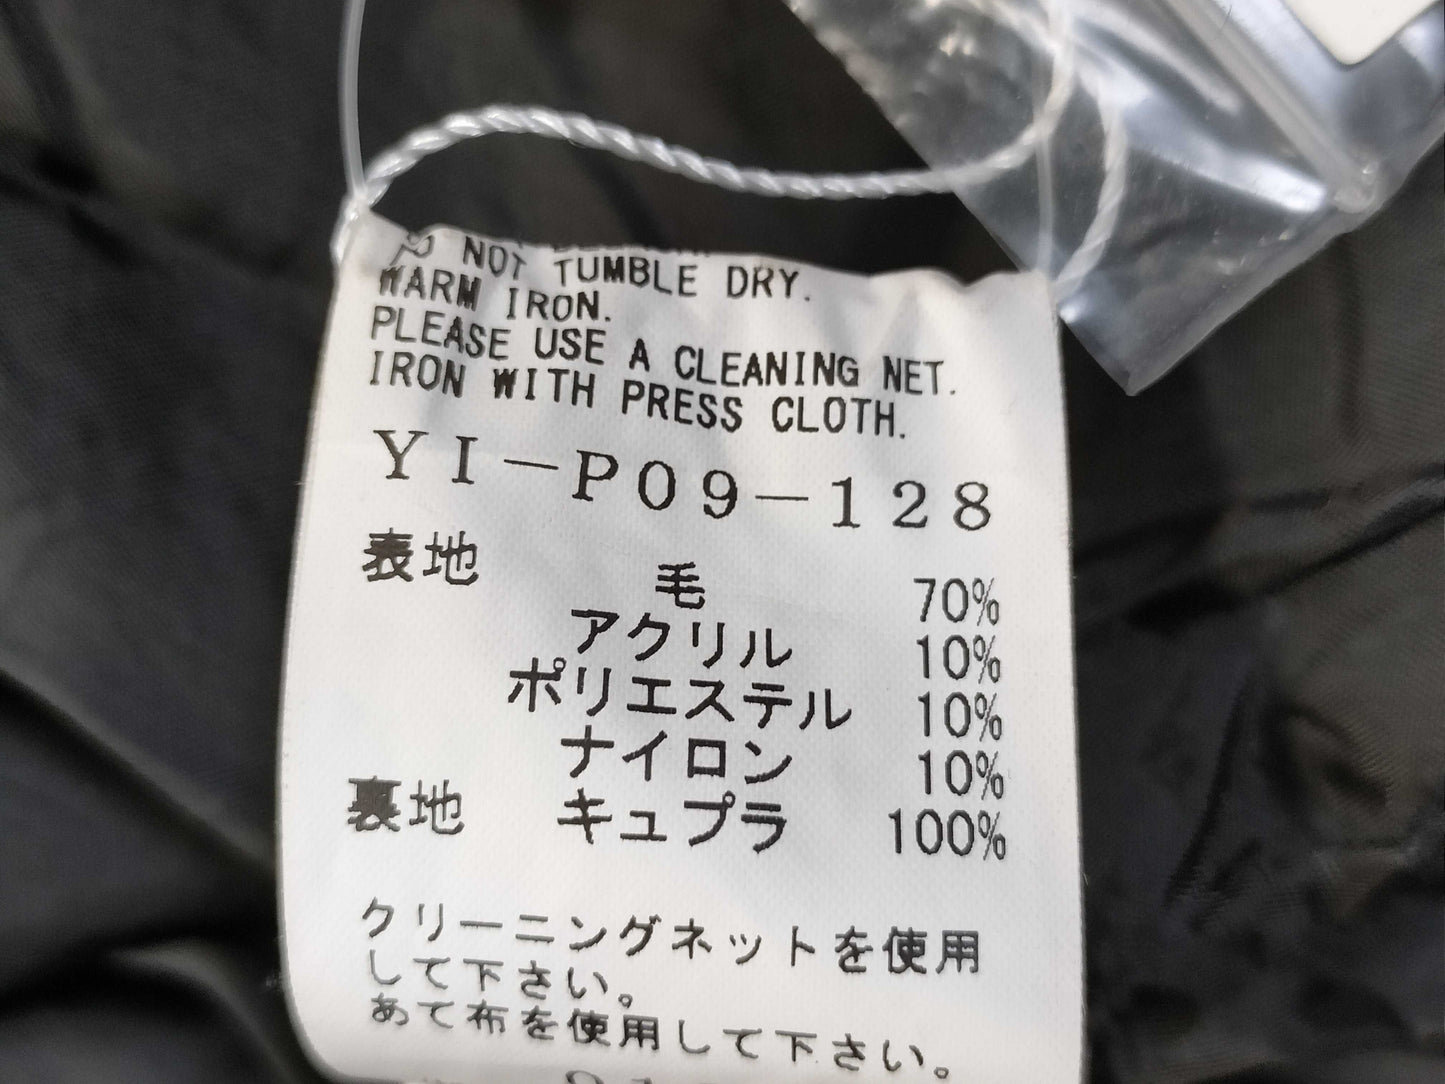 NOT TUMBLE DRY.
WARM IRON.
PLEASE USE A CLEANING NET.
IRON WITH PRESS CLOTH.
YI-P09-128
表地 毛 70%
アクリル 10%
ポリエステル 10%
ナイロン 10%
裏地 キュプラ 100%
クリーニングネットを使用
して下さい。
あて布を使用して下さい。